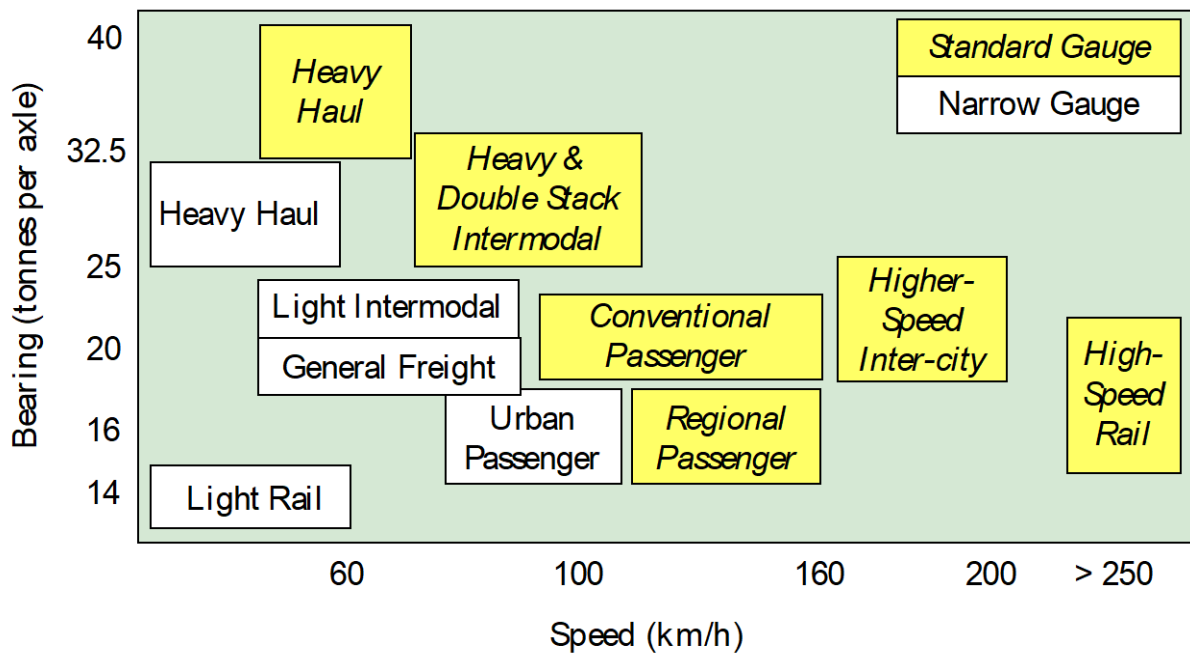 40
32.5
25
20
16
14
Bearing (tonnes per axle)
Heavy
Haul
Standard Gauge
Narrow Gauge
Heavy Haul
Heavy &
Double Stack
Intermodal
Light Intermodal
General Freight
Conventional
Passenger
Higher-
Speed
Inter-city
High-
Speed
Rail
Urban
Passenger
Regional
Passenger
Light Rail
60
100
160
200
> 250
Speed (km/h)